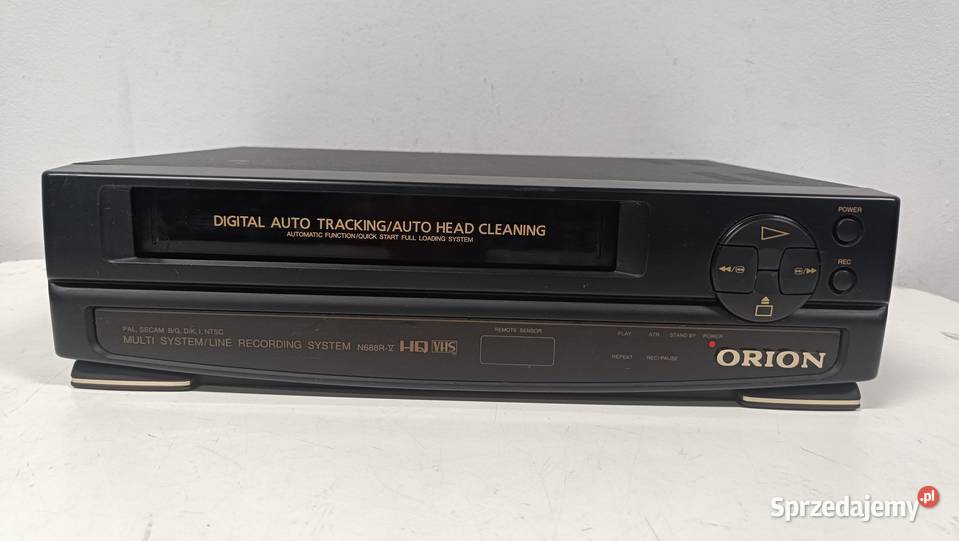 DIGITAL AUTO TRACKING/AUTO HEAD CLEANING
AUTOMATIC FUNCTION/QUICK START FULL LOADING SYSTEM
POWER
REC
PAL, SECAM B/G, D/K, I, NTSC
MULTI SYSTEM/LINE RECORDING SYSTEM N688R-V HQ VHS
REMOTE SENSOR
PLAY ATR STAND BY POWER
REPEAT REC/PAUSE
ORION
Sprzedajemy.pl